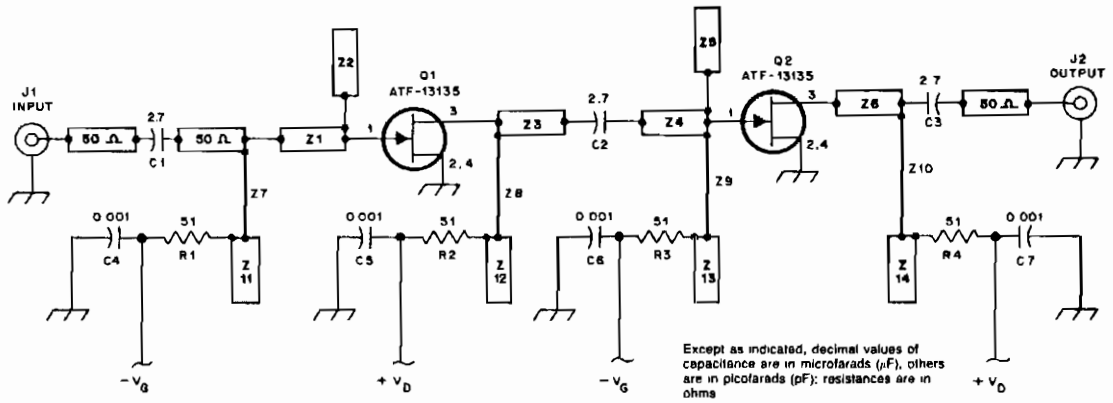 J1
INPUT
50 Ω
2.7
C1
50 Ω
Z1
Z2
1
Q1
ATF-13135
3
2,4
Z3
2.7
C2
Z4
Z5
1
Q2
ATF-13135
3
2,4
Z6
2 7
C3
50 Ω
J2
OUTPUT
Z7
Z8
Z9
Z10
0.001
C4
51
R1
Z
11
0.001
C5
51
R2
Z
12
0.001
C6
51
R3
Z
13
Z
14
51
R4
0.001
C7
-VG
+VD
-VG
+VD
Except as indicated, decimal values of
capacitance are in microfarads (µF), others
are in picofarads (pF); resistances are in
ohms